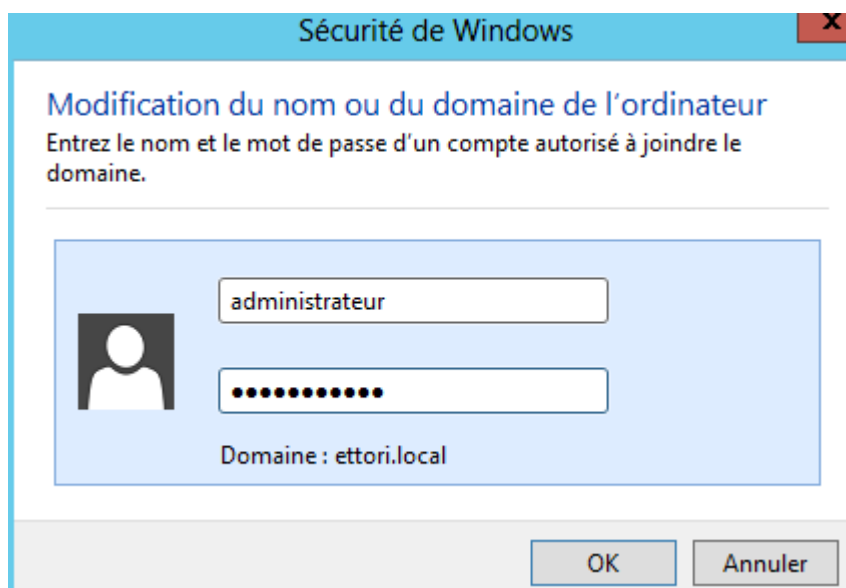 Sécurité de Windows
x
Modification du nom ou du domaine de l'ordinateur
Entrez le nom et le mot de passe d'un compte autorisé à joindre le
domaine.
administrateur
●●●●●●●●●●●
Domaine : ettori.local
OK
Annuler